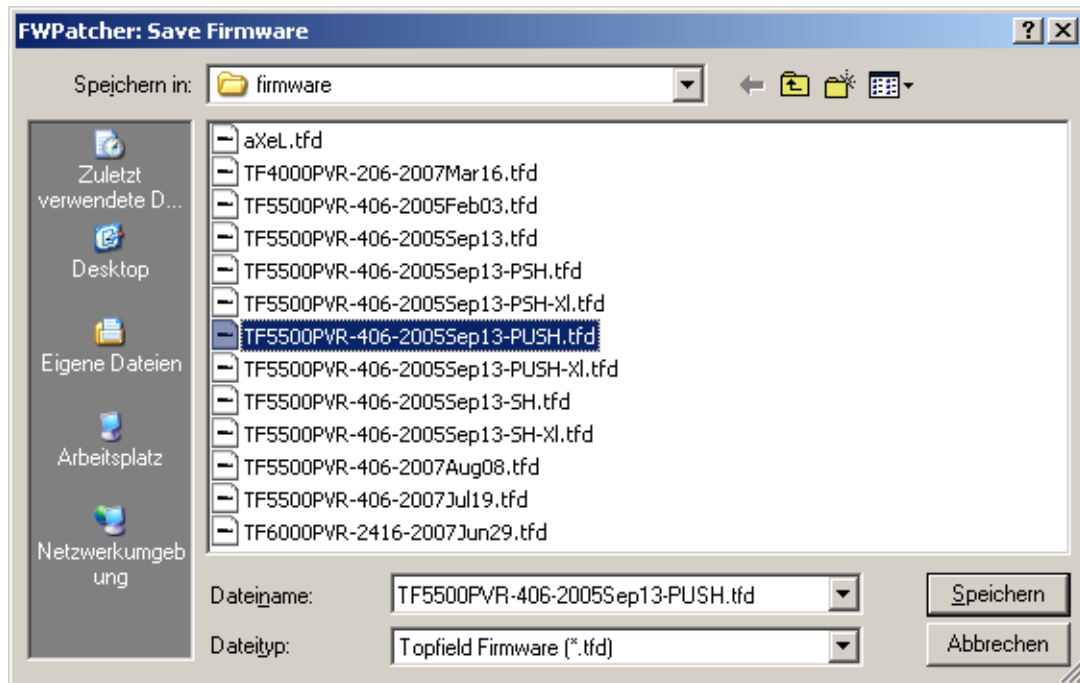 FWPatcher: Save Firmware
Speichern in:
firmware
Zuletzt
verwendete D...
Desktop
Eigene Dateien
Arbeitsplatz
Netzwerkumgeb
ung
aXeL.tfd
TF4000PVR-206-2007Mar16.tfd
TF5500PVR-406-2005Feb03.tfd
TF5500PVR-406-2005Sep13.tfd
TF5500PVR-406-2005Sep13-PSH.tfd
TF5500PVR-406-2005Sep13-PSH-Xl.tfd
TF5500PVR-406-2005Sep13-PUSH.tfd
TF5500PVR-406-2005Sep13-PUSH-Xl.tfd
TF5500PVR-406-2005Sep13-SH.tfd
TF5500PVR-406-2005Sep13-SH-Xl.tfd
TF5500PVR-406-2007Aug08.tfd
TF5500PVR-406-2007Jul19.tfd
TF6000PVR-2416-2007Jun29.tfd
Dateiname:
TF5500PVR-406-2005Sep13-PUSH.tfd
Speichern
Dateityp:
Topfield Firmware (*.tfd)
Abbrechen